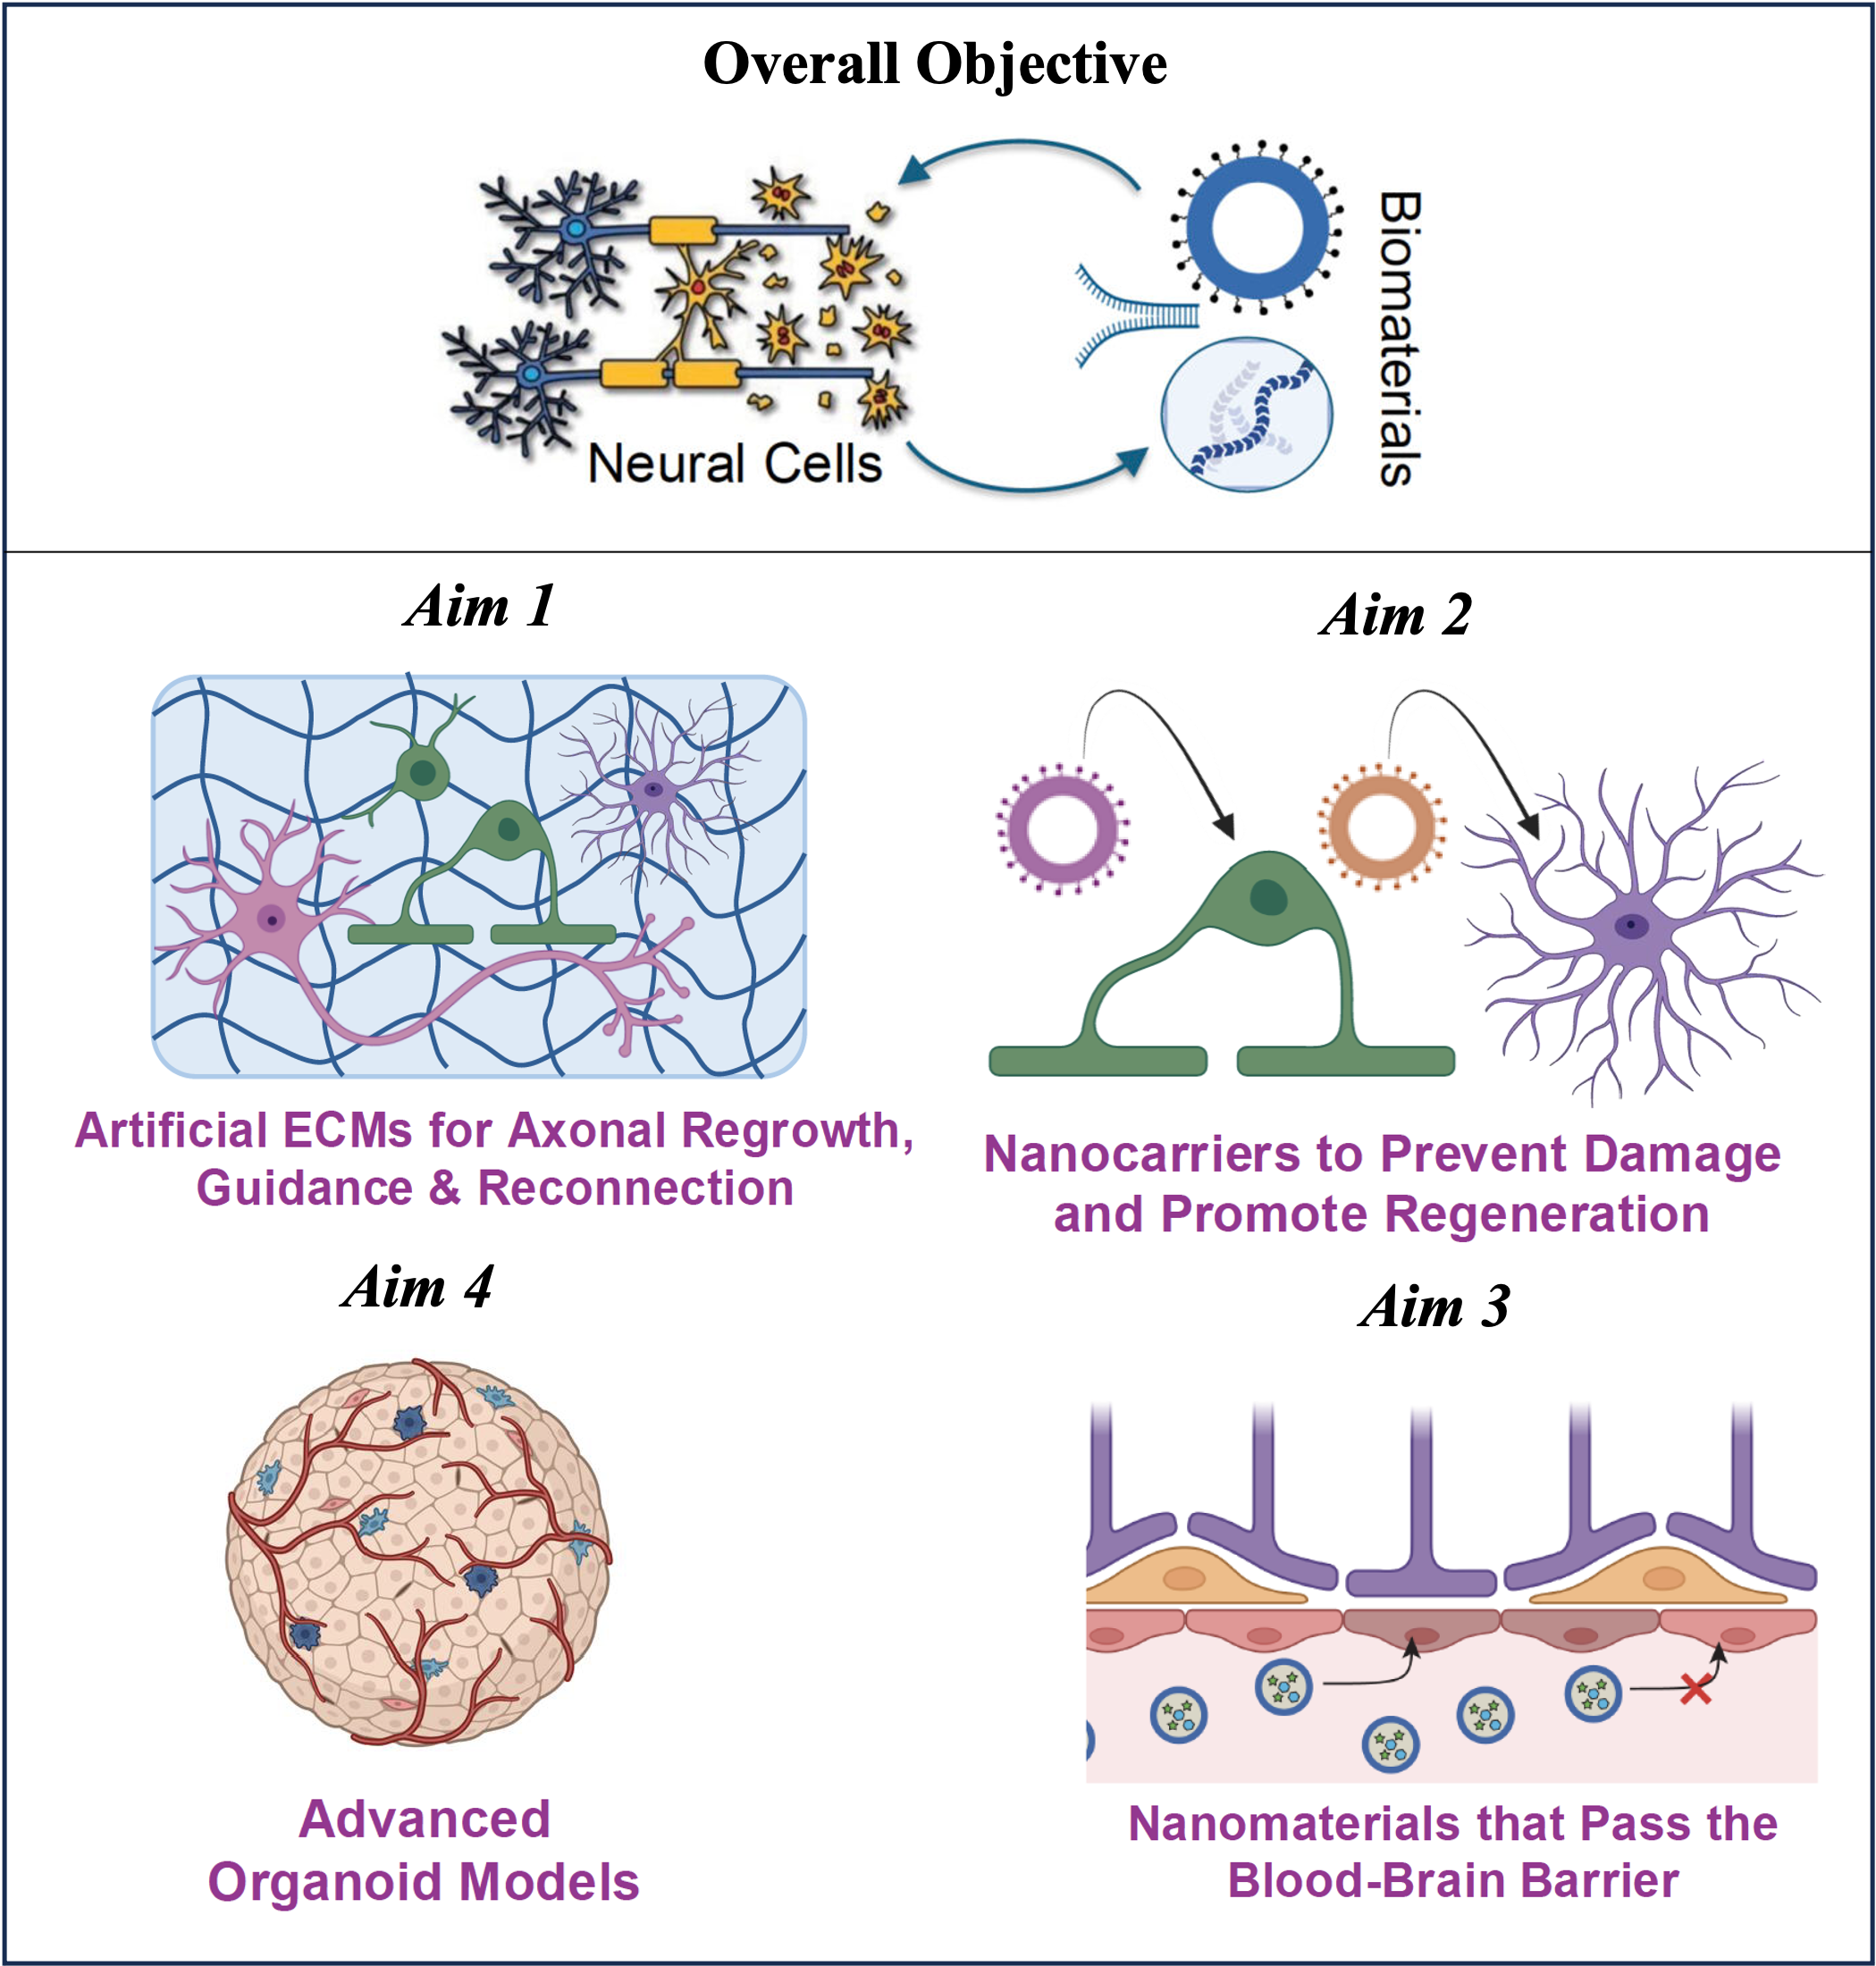 Overall Objective
Neural Cells
Biomaterials
Aim 1
Artificial ECMs for Axonal Regrowth,
Guidance & Reconnection
Aim 2
Nanocarriers to Prevent Damage
and Promote Regeneration
Aim 4
Advanced
Organoid Models
Aim 3
Nanomaterials that Pass the
Blood-Brain Barrier